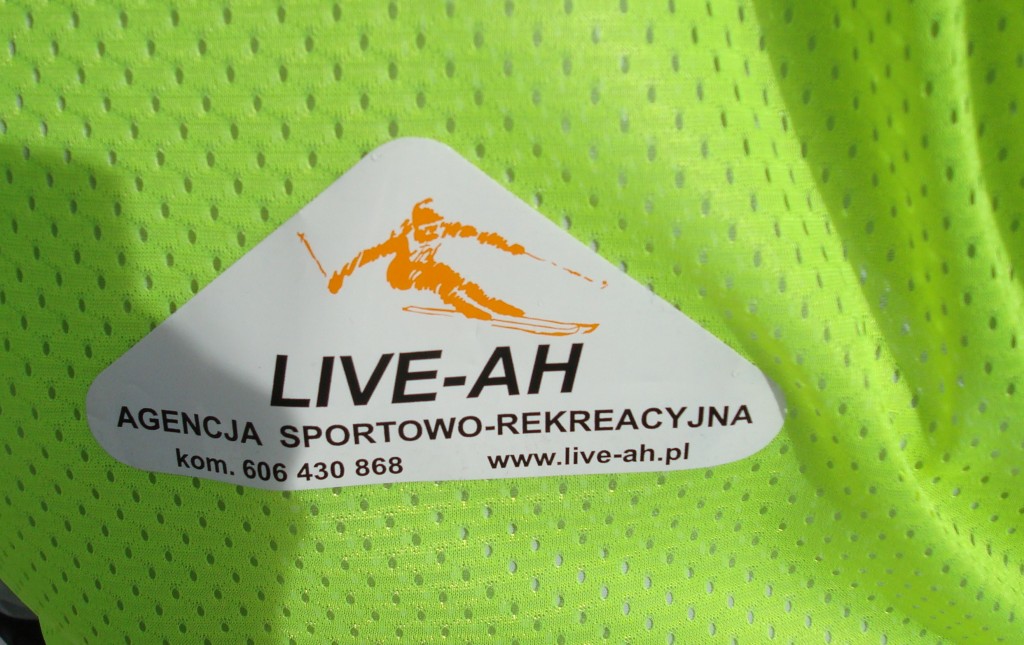 LIVE-AH
AGENCJA SPORTOWO-REKREACYJNA
kom. 606 430 868 www.live-ah.pl